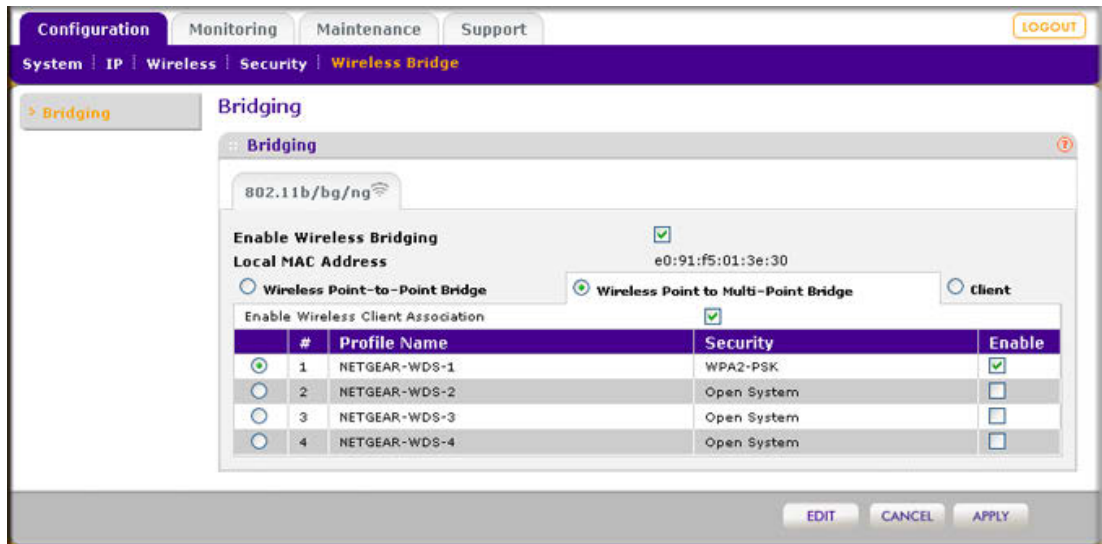 Configuration Monitoring Maintenance Support LOGOUT
System IP Wireless Security Wireless Bridge
> Bridging
Bridging
Bridging ?
802.11b/bg/ng
Enable Wireless Bridging
Local MAC Address e0:91:f5:01:3e:30
Wireless Point-to-Point Bridge Wireless Point to Multi-Point Bridge Client
Enable Wireless Client Association
# Profile Name Security Enable
1 NETGEAR-WDS-1 WPA2-PSK
2 NETGEAR-WDS-2 Open System
3 NETGEAR-WDS-3 Open System
4 NETGEAR-WDS-4 Open System
EDIT CANCEL APPLY